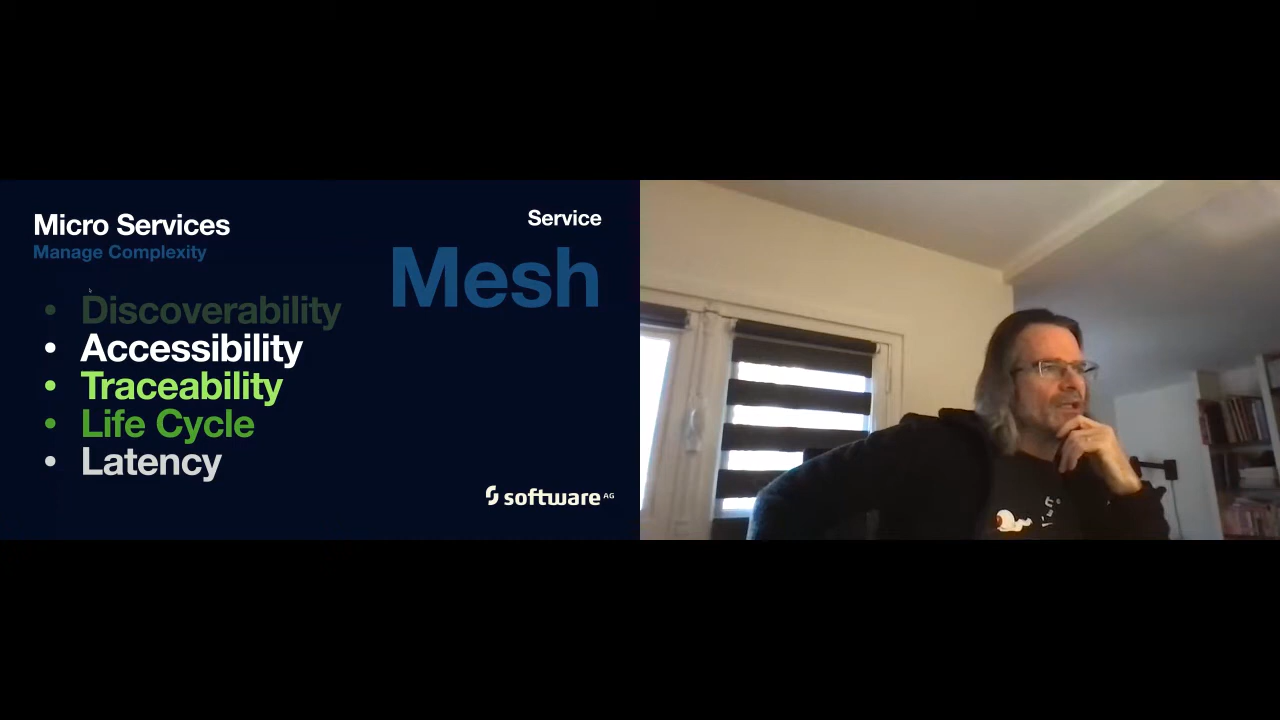 Micro Services
Manage Complexity
Service
Mesh
• Discoverability
• Accessibility
• Traceability
• Life Cycle
• Latency
software AG